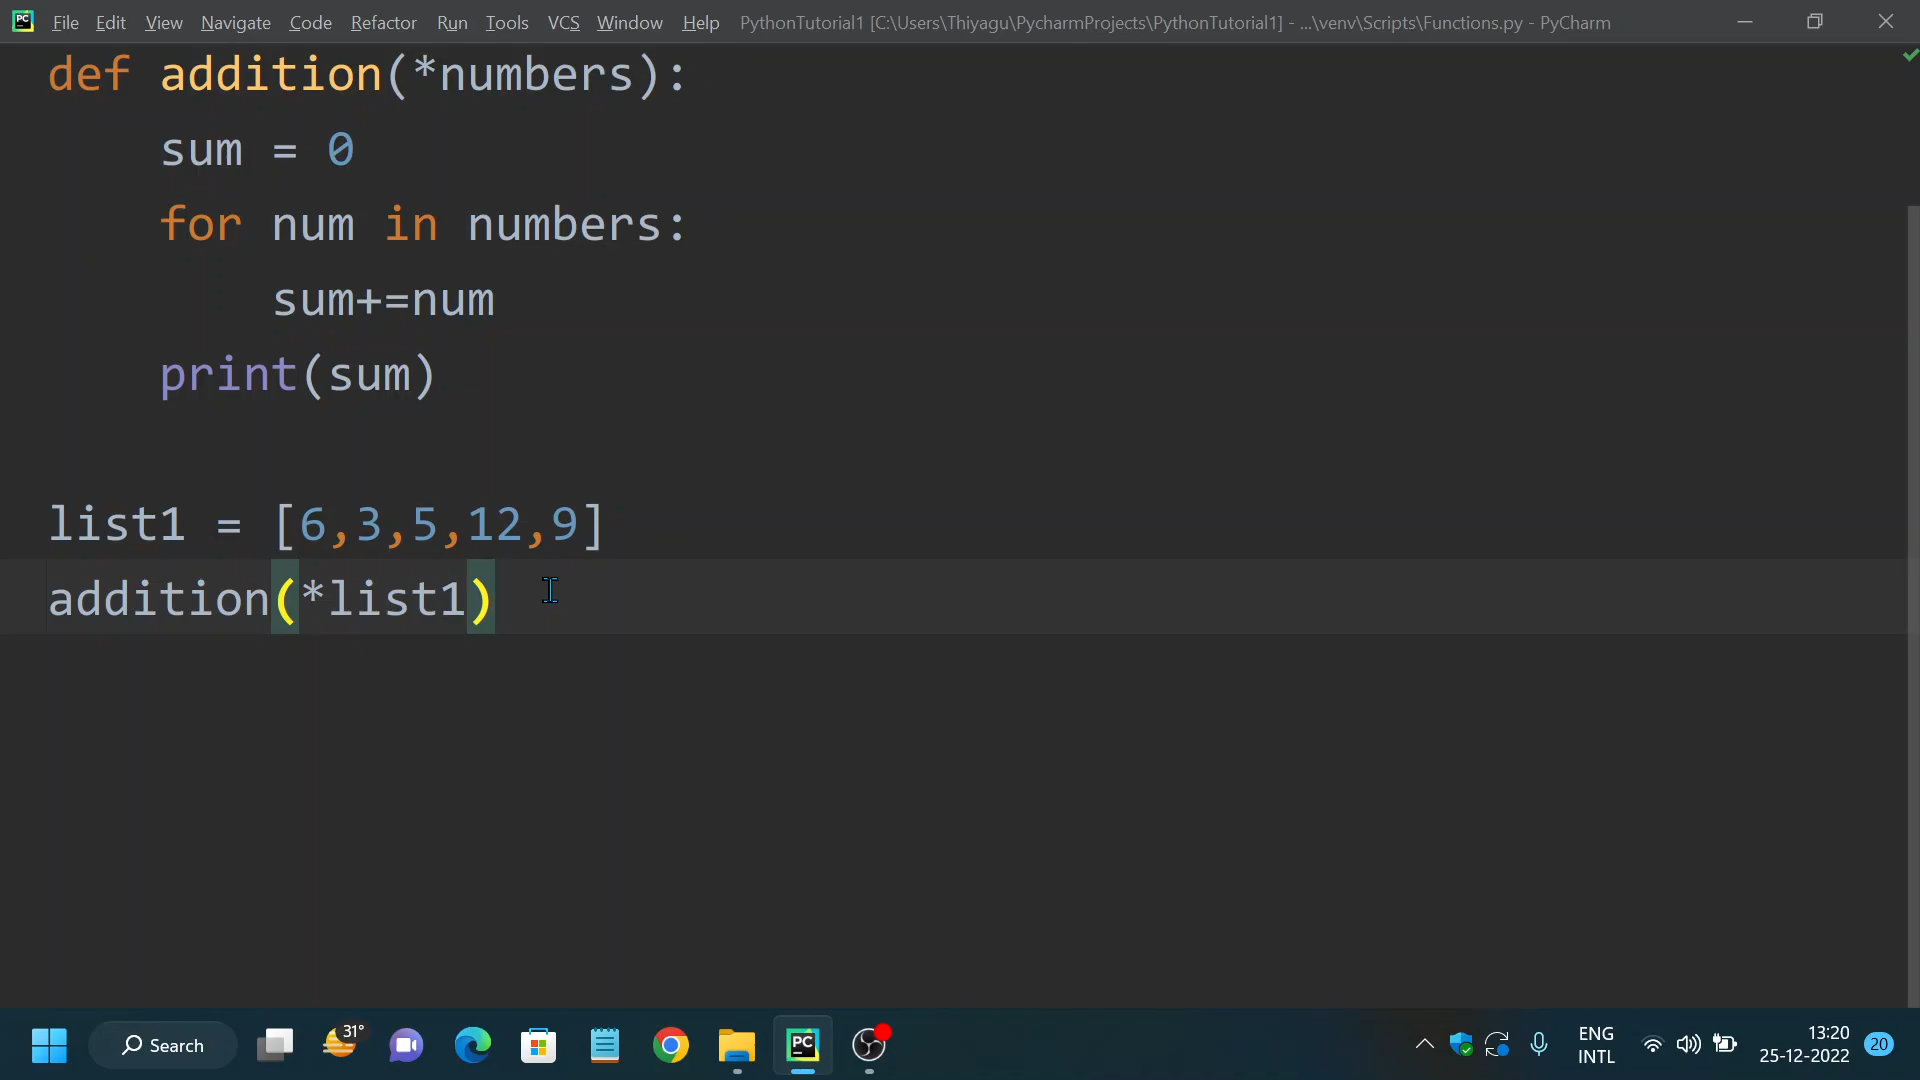 File Edit View Navigate Code Refactor Run Tools VCS Window Help PythonTutorial1 [C:\Users\Thiyagu\PycharmProjects\PythonTutorial1] - ...\venv\Scripts\Functions.py - PyCharm
def addition(*numbers):
    sum = 0
    for num in numbers:
        sum+=num
    print(sum)
list1 = [6,3,5,12,9]
addition(*list1)
31° Search PC ENG 13:20
INTL 25-12-2022 20